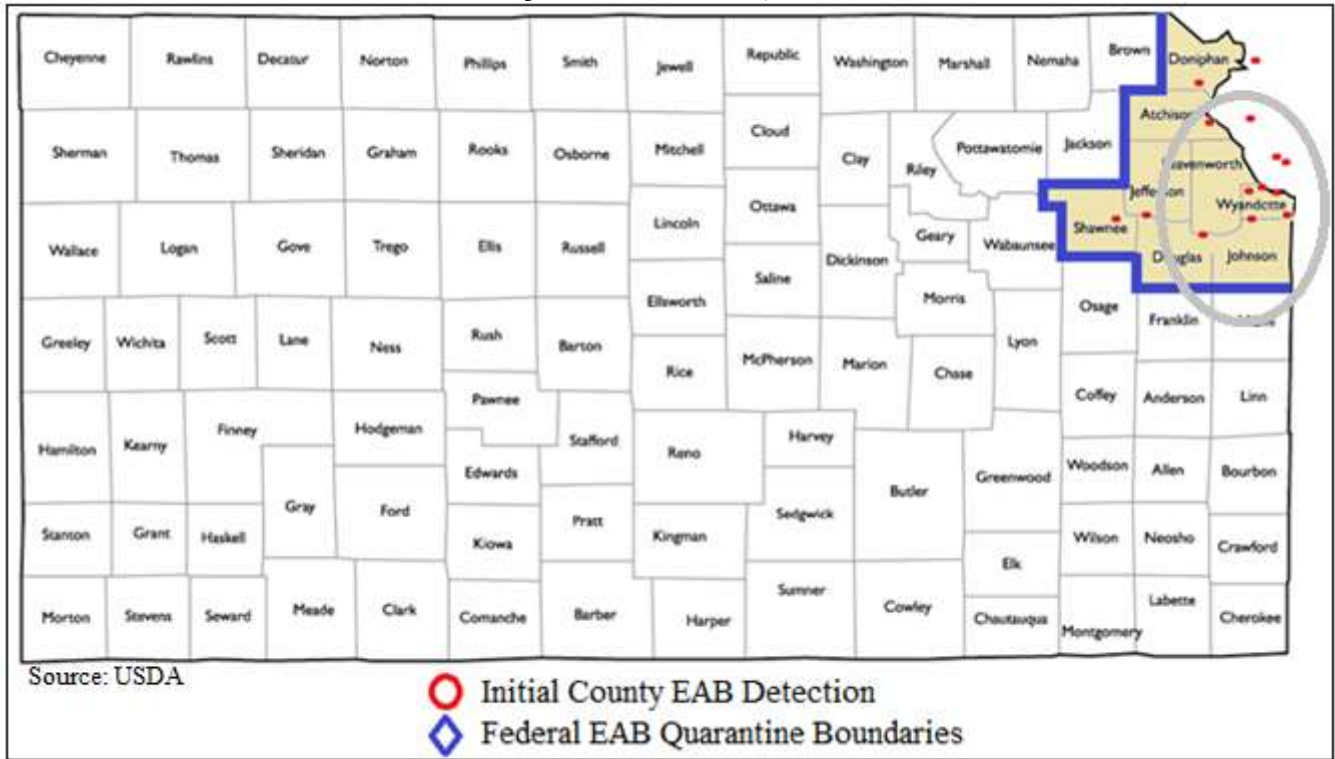 Cheyenne Rawlins Decatur Norton Phillips Smith Jewell Republic Washington Marshall Nemaha Brown Doniphan
Atchison
Sherman Thomas Sheridan Graham Rooks Osborne Mitchell Cloud Clay Riley Pottawatomie Jackson
Leavenworth
Jefferson Wyandotte
Wallace Logan Gove Trego Ellis Russell Lincoln Ottawa Dickinson Geary Wabaunsee Shawnee
Douglas Johnson
Saline
Ellsworth Morris Osage
Greeley Wichita Scott Lane Ness Rush Barton Rice McPherson Marion Chase Lyon Franklin
Pawnee Coffey Anderson Linn
Hamilton Kearny Finney Hodgeman Stafford Reno Harvey
Edwards Butler Greenwood Woodson Allen Bourbon
Gray Ford Pratt Sedgwick
Stanton Grant Haskell Kiowa Kingman Elk Wilson Neosho Crawford
Morton Stevens Seward Meade Clark Comanche Barber Harper Sumner Cowley Chautauqua Montgomery Labette Cherokee
Source: USDA
Initial County EAB Detection
Federal EAB Quarantine Boundaries